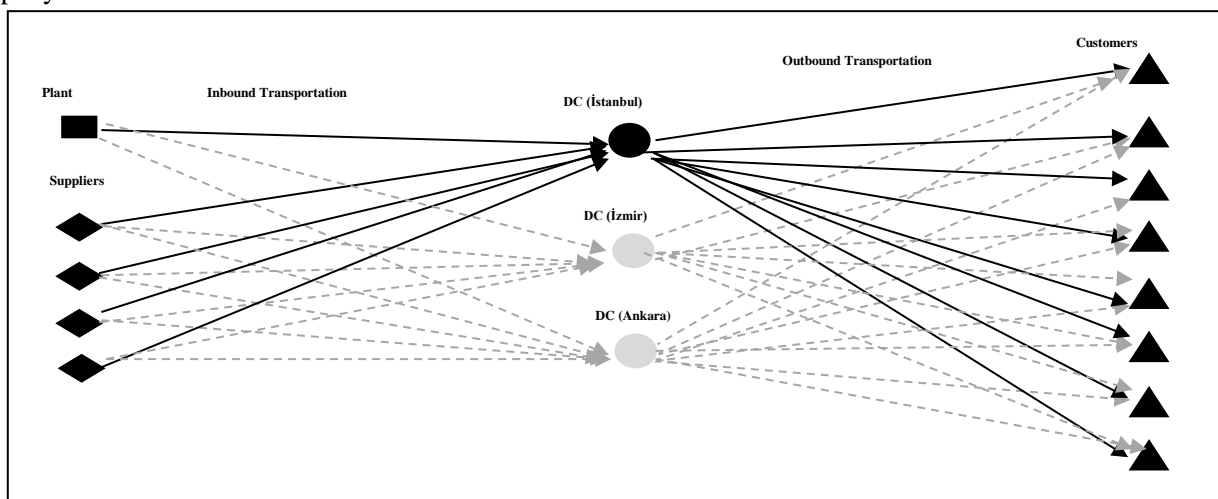 Customers
Outbound Transportation
Plant
Inbound Transportation
DC (İstanbul)
Suppliers
DC (İzmir)
DC (Ankara)